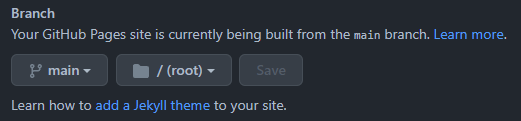 Branch
Your GitHub Pages site is currently being built from the main branch. Learn more.
main / (root) Save
Learn how to add a Jekyll theme to your site.